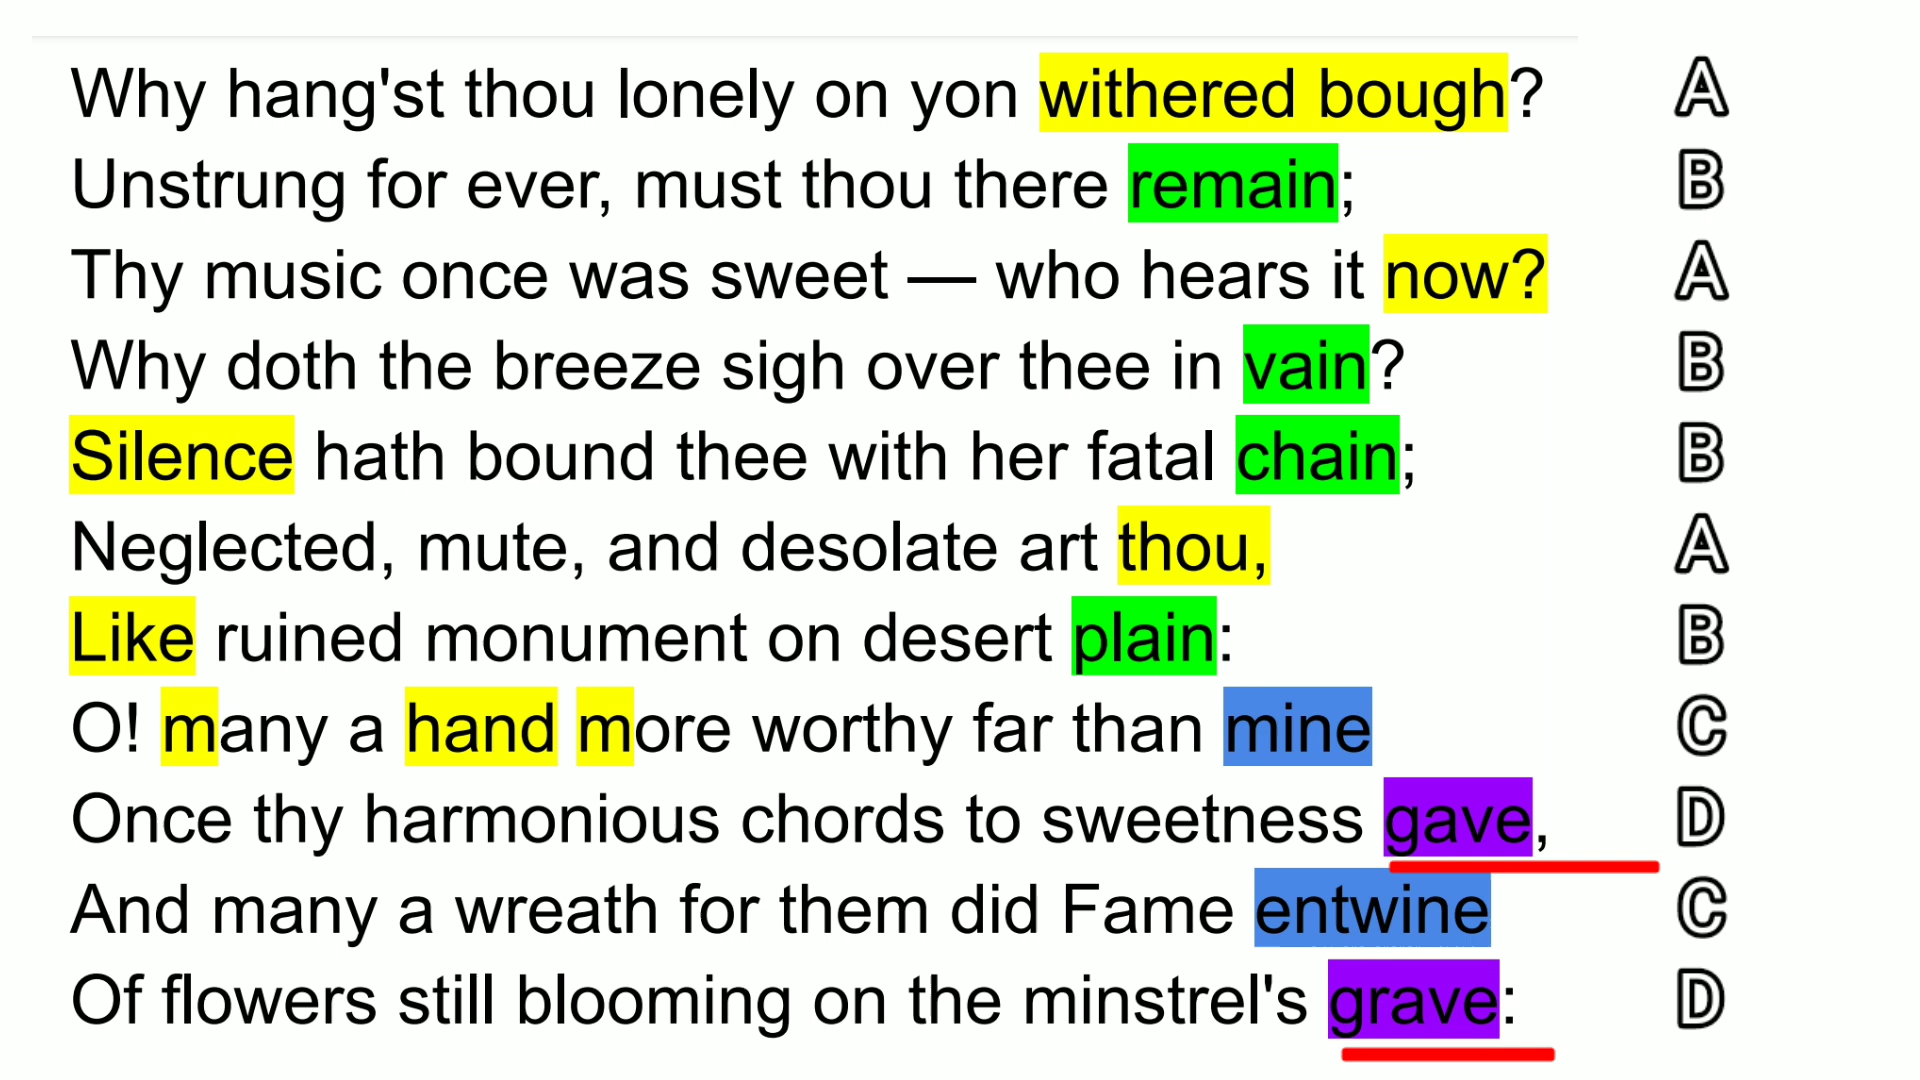 Why hang'st thou lonely on yon withered bough? A
Unstrung for ever, must thou there remain; B
Thy music once was sweet — who hears it now? A
Why doth the breeze sigh over thee in vain? B
Silence hath bound thee with her fatal chain; B
Neglected, mute, and desolate art thou, A
Like ruined monument on desert plain: B
O! many a hand more worthy far than mine C
Once thy harmonious chords to sweetness gave, D
And many a wreath for them did Fame entwine C
Of flowers still blooming on the minstrel's grave: D